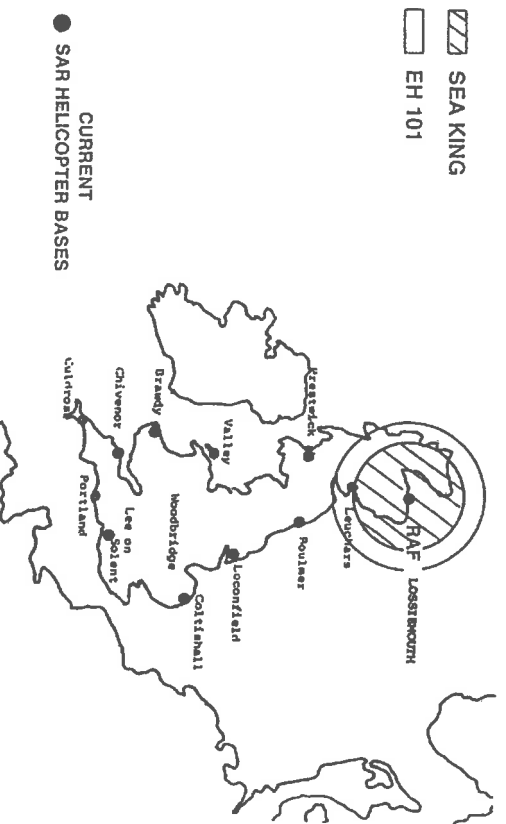 SEA KING
EH 101
CURRENT
SAR HELICOPTER BASES
RAF LOSSIEMOUTH
Leuchars
Prestwick
Boulmer
Valley
Loconfield
Brawdy
Woodbridge
Coltishall
Chivenor
Lee on
Solent
Culdrose
Portland